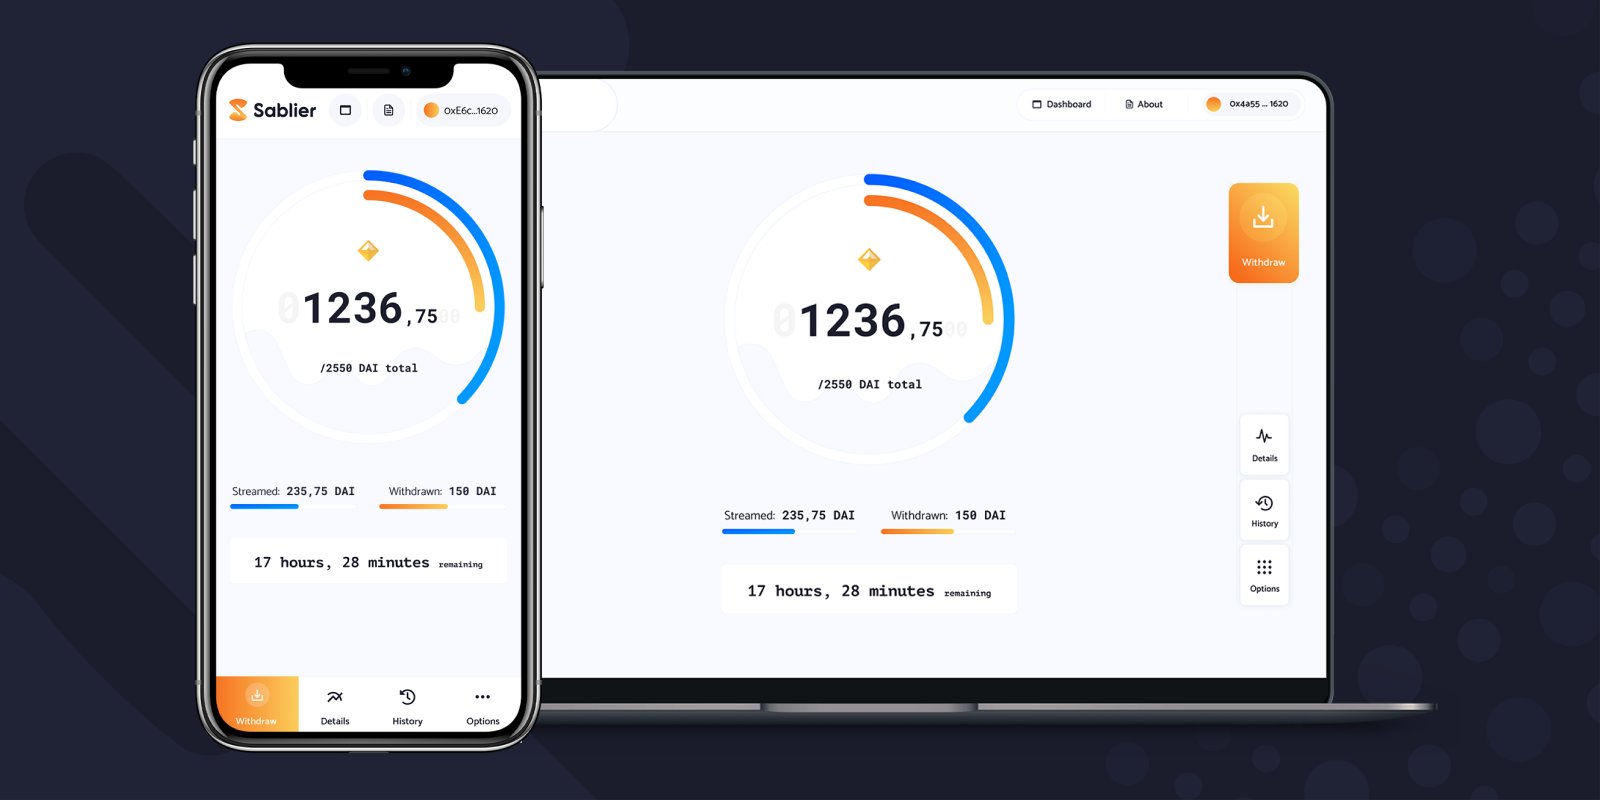 Sablier
0xE6c...1620
01236,7500
/2550 DAI total
Streamed: 235,75 DAI
Withdrawn: 150 DAI
17 hours, 28 minutes remaining
Withdraw
Details
History
Options
Dashboard
About
0x4a55 ... 1620
01236,7500
/2550 DAI total
Streamed: 235,75 DAI
Withdrawn: 150 DAI
17 hours, 28 minutes remaining
Withdraw
Details
History
Options